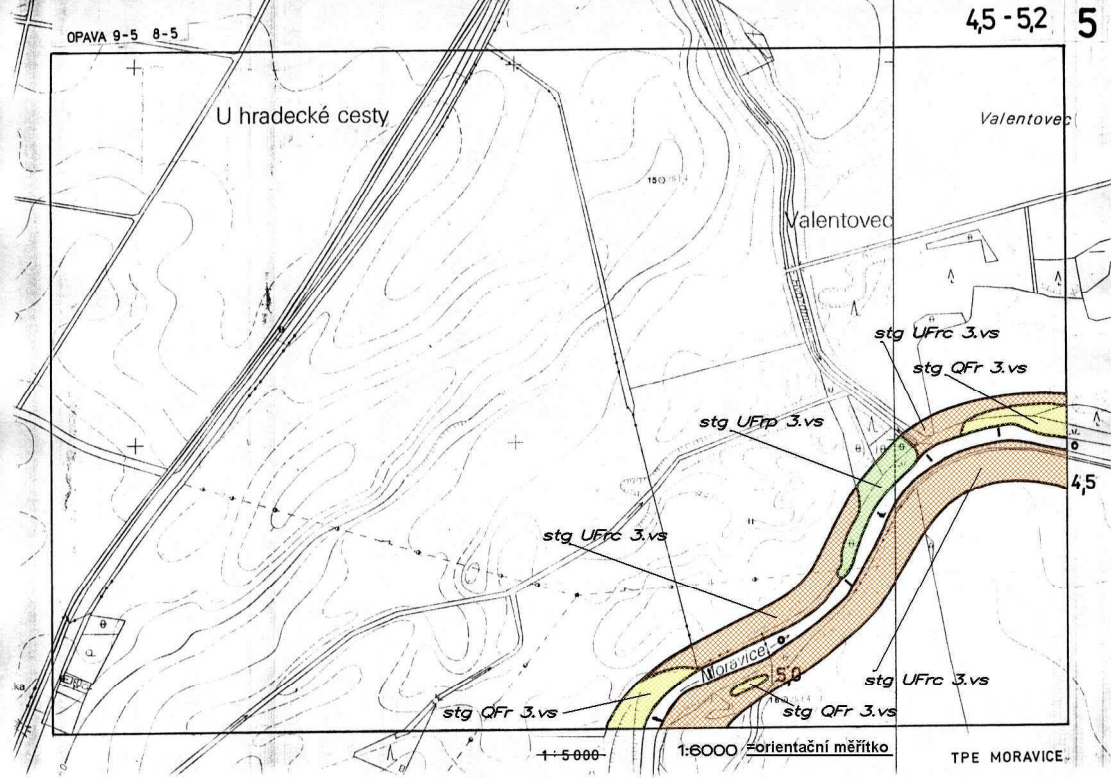 4,5 - 5,2 5
OPAVA 9-5 8-5
U hradecké cesty
Valentovec
Valentovec
stg UFrc 3.vs
stg QFr 3.vs
stg UFrp 3.vs
4,5
stg UFrc 3.vs
Moravice
5,0
stg UFrc 3.vs
stg QFr 3.vs
stg QFr 3.vs
1:5000
1:6000 =orientační měřítko
TPE MORAVICE